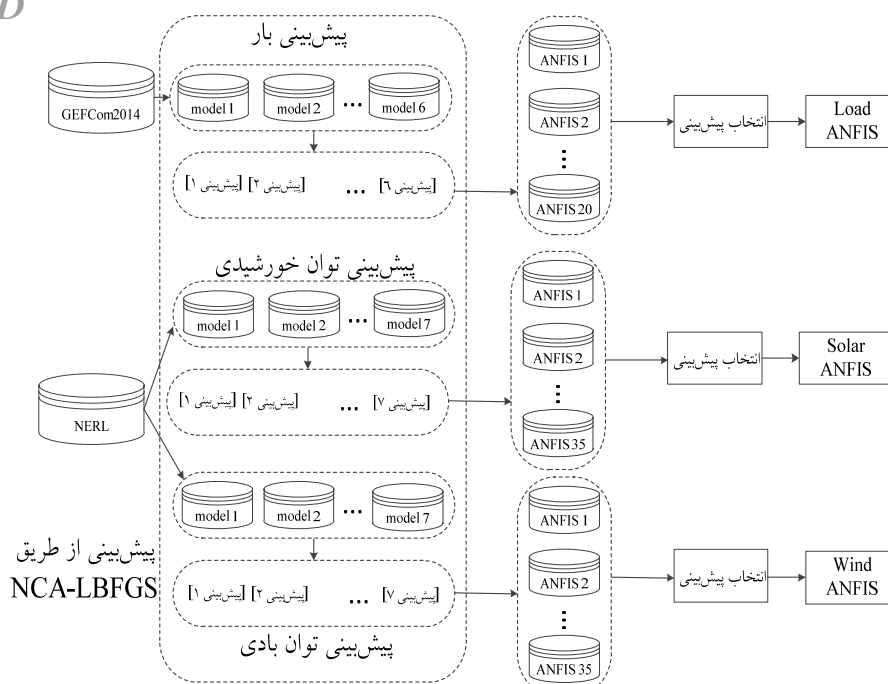 D
پیش‌بینی بار
GEFCom2014
model 1 model 2 ... model 6
[پیش‌بینی ۱] [پیش‌بینی ۲] ... [پیش‌بینی ۶]
ANFIS 1
ANFIS 2
⋮
ANFIS 20
انتخاب پیش‌بینی
Load
ANFIS
پیش‌بینی توان خورشیدی
model 1 model 2 ... model 7
[پیش‌بینی ۱] [پیش‌بینی ۲] ... [پیش‌بینی ۷]
NERL
ANFIS 1
ANFIS 2
⋮
ANFIS 35
انتخاب پیش‌بینی
Solar
ANFIS
model 1 model 2 ... model 7
[پیش‌بینی ۱] [پیش‌بینی ۲] ... [پیش‌بینی ۷]
پیش‌بینی توان بادی
پیش‌بینی از طریق
NCA-LBFGS
ANFIS 1
ANFIS 2
⋮
ANFIS 35
انتخاب پیش‌بینی
Wind
ANFIS